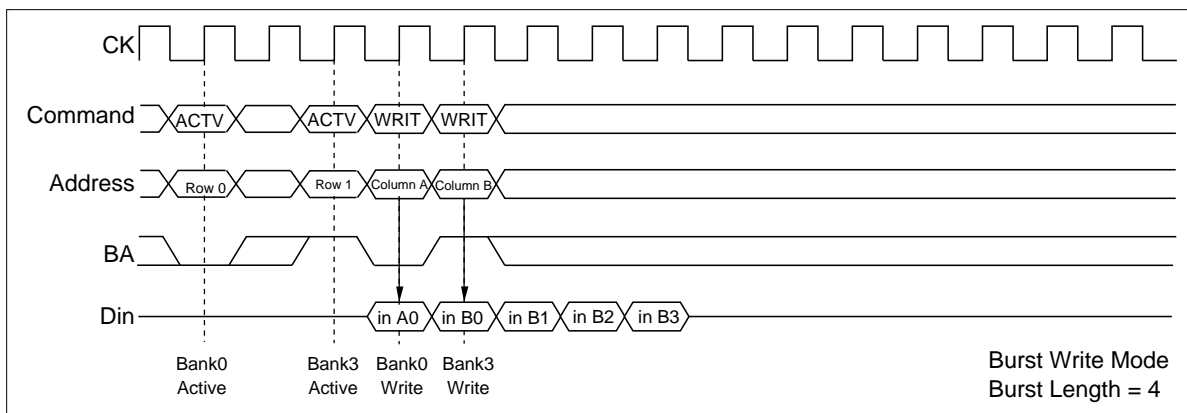 CK
Command ACTV ACTV WRIT WRIT
Address Row 0 Row 1 Column A Column B
BA
Din in A0 in B0 in B1 in B2 in B3
Bank0 Bank3 Bank0 Bank3
Active Active Write Write
Burst Write Mode
Burst Length = 4